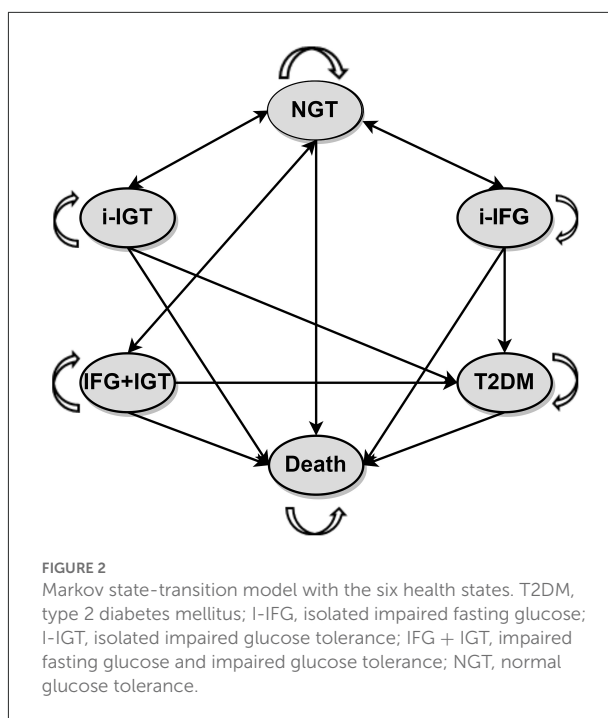 NGT
i-IGT
i-IFG
IFG+IGT
T2DM
Death
FIGURE 2
Markov state-transition model with the six health states. T2DM,
type 2 diabetes mellitus; I-IFG, isolated impaired fasting glucose;
I-IGT, isolated impaired glucose tolerance; IFG + IGT, impaired
fasting glucose and impaired glucose tolerance; NGT, normal
glucose tolerance.